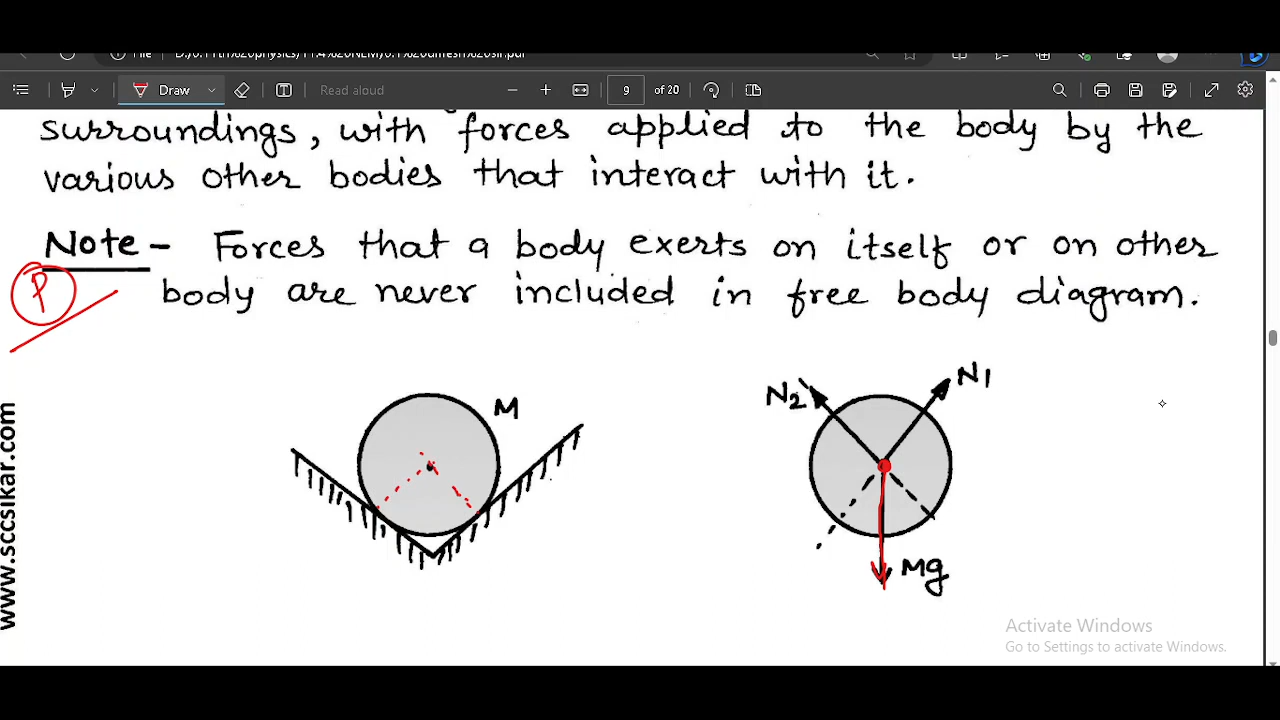 File
Draw
Read aloud
9
of 20
surroundings, with forces applied to the body by the
various other bodies that interact with it.
Note - Forces that a body exerts on itself or on other
P
body are never included in free body diagram.
M
N2
N1
Mg
www.sccsikar.com
Activate Windows
Go to Settings to activate Windows.